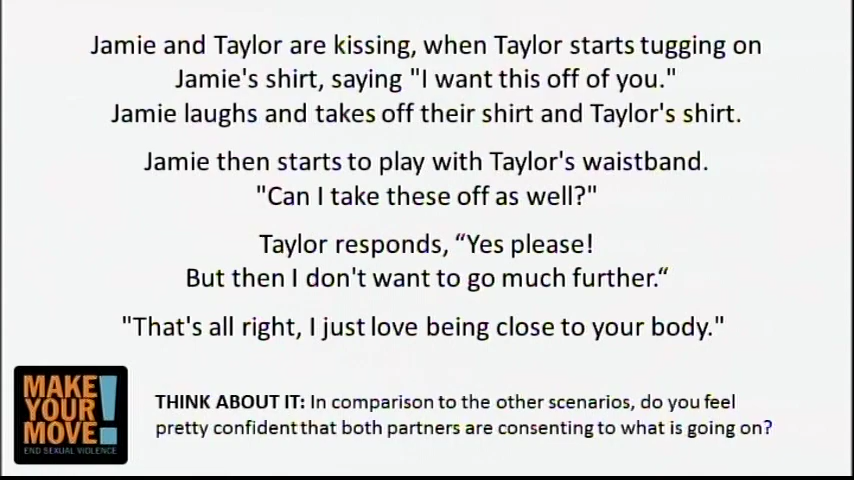 Jamie and Taylor are kissing, when Taylor starts tugging on
Jamie's shirt, saying "I want this off of you."
Jamie laughs and takes off their shirt and Taylor's shirt.
Jamie then starts to play with Taylor's waistband.
"Can I take these off as well?"
Taylor responds, “Yes please!
But then I don't want to go much further.“
"That's all right, I just love being close to your body."
MAKE
YOUR
MOVE!
END SEXUAL VIOLENCE
THINK ABOUT IT: In comparison to the other scenarios, do you feel
pretty confident that both partners are consenting to what is going on?